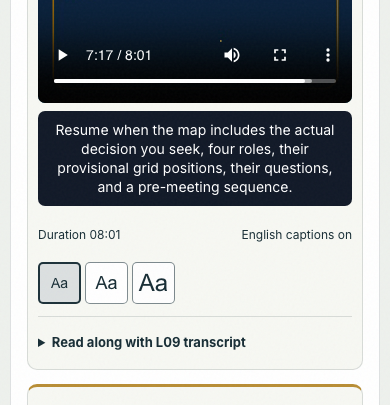 7:17 / 8:01
Resume when the map includes the actual
decision you seek, four roles, their
provisional grid positions, their questions,
and a pre-meeting sequence.
Duration 08:01 English captions on
Aa Aa Aa
Read along with L09 transcript